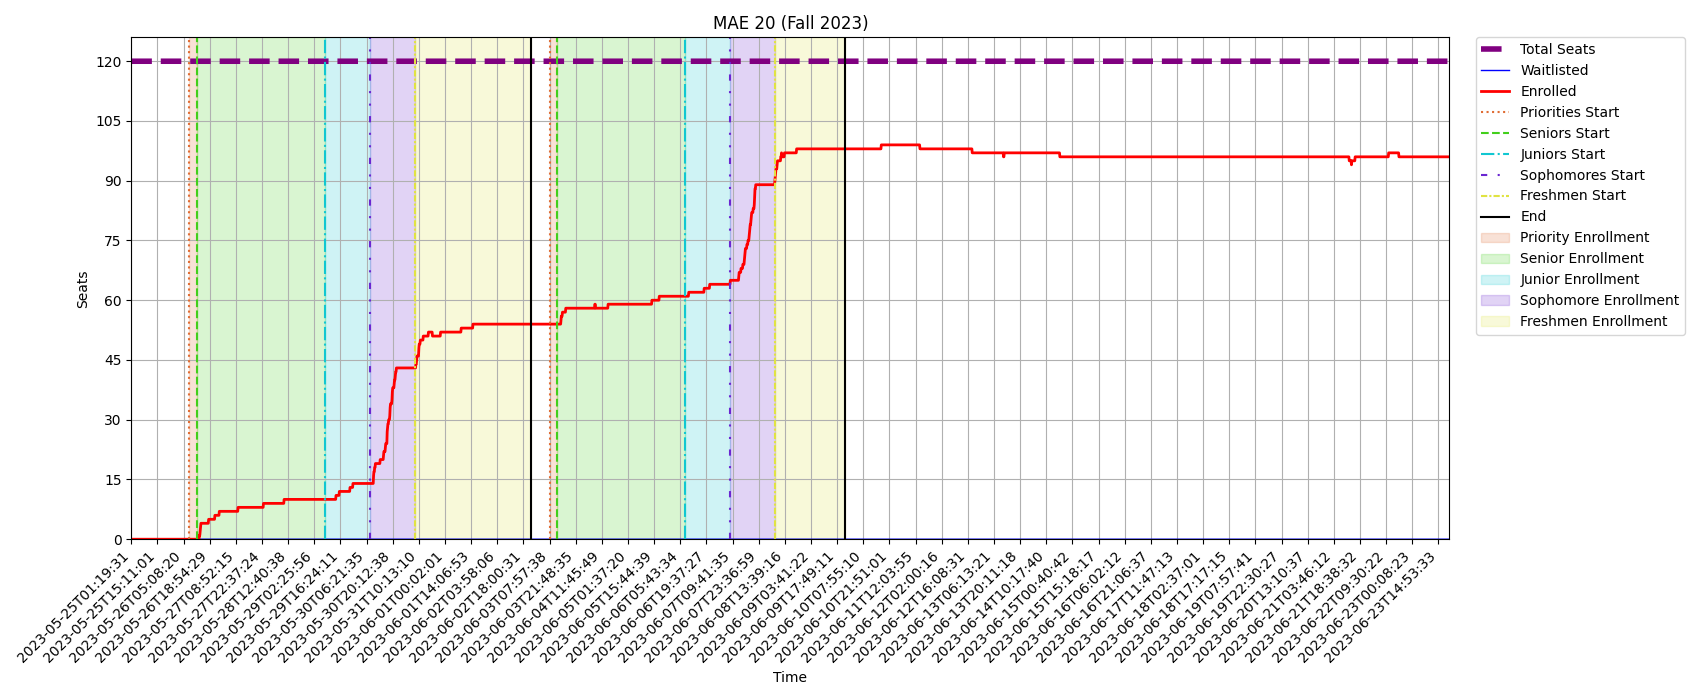 MAE 20 (Fall 2023)
Seats
120
105
90
75
60
45
30
15
0
2023-05-25T01:19:31
2023-05-25T15:11:01
2023-05-26T05:08:20
2023-05-26T18:54:29
2023-05-27T08:52:15
2023-05-27T22:37:24
2023-05-28T12:40:38
2023-05-29T02:25:56
2023-05-29T16:24:11
2023-05-30T06:21:35
2023-05-30T20:12:38
2023-05-31T10:13:10
2023-06-01T00:02:01
2023-06-01T14:06:53
2023-06-02T03:58:06
2023-06-02T18:00:31
2023-06-03T07:57:38
2023-06-03T21:48:35
2023-06-04T11:45:49
2023-06-05T01:37:20
2023-06-05T15:44:39
2023-06-06T05:43:34
2023-06-06T19:37:27
2023-06-07T09:41:35
2023-06-07T23:36:59
2023-06-08T13:39:16
2023-06-09T03:41:22
2023-06-09T17:49:11
2023-06-10T07:55:10
2023-06-10T21:51:01
2023-06-11T12:03:55
2023-06-12T02:00:16
2023-06-12T16:08:31
2023-06-13T06:13:21
2023-06-13T20:11:18
2023-06-14T10:17:40
2023-06-15T00:40:42
2023-06-15T15:18:17
2023-06-16T06:02:12
2023-06-16T21:06:37
2023-06-17T11:47:13
2023-06-18T02:37:01
2023-06-18T17:17:15
2023-06-19T07:57:41
2023-06-19T22:30:27
2023-06-20T13:10:37
2023-06-21T03:46:12
2023-06-21T18:38:32
2023-06-22T09:30:22
2023-06-23T00:08:23
2023-06-23T14:53:33
Time
Total Seats
Waitlisted
Enrolled
Priorities Start
Seniors Start
Juniors Start
Sophomores Start
Freshmen Start
End
Priority Enrollment
Senior Enrollment
Junior Enrollment
Sophomore Enrollment
Freshmen Enrollment